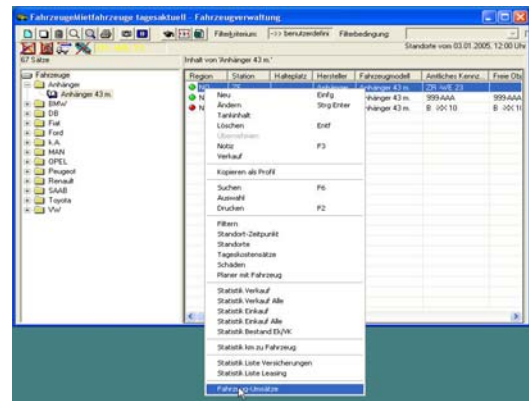 Fahrzeuge\Mietfahrzeuge tagesaktuell - Fahrzeugverwaltung
Filterkriterium: -->> benutzerdefini Filterbedingung:
Standorte vom 03.01.2005, 12:00 Uhr
67 Sätze
Inhalt von 'Anhänger 43 m.'
Fahrzeuge
Anhänger
Anhänger 43 m.
BMW
DB
Fiat
Ford
k.A.
MAN
OPEL
Peugeot
Renault
SAAB
Toyota
VW
Region Station Halteplatz Hersteller Fahrzeugmodell Amtliches Kennz... Freie Obj
Anhänger 43 m. 999-AAA 999-AAA
Anhänger 43 m. B -XX 10 B -XX 10
Neu Einfg
Ändern Strg Enter
Tankinhalt
Löschen Entf
Übernehmen
Notiz F3
Verkauf
Kopieren als Profil
Suchen F6
Auswahl
Drucken F2
Filtern
Standort-Zeitpunkt
Standorte
Tageskostensätze
Schäden
Planer mit Fahrzeug
Statistik Verkauf
Statistik Verkauf Alle
Statistik Einkauf
Statistik Einkauf Alle
Statistik Bestand Ek/VK
Statistik km zu Fahrzeug
Statistik Liste Versicherungen
Statistik Liste Leasing
Fahrzeug-Umsätze